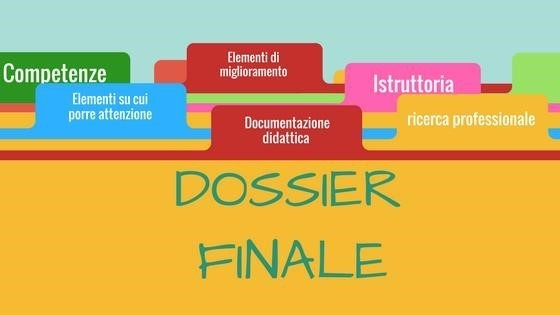 Competenze
Elementi di
miglioramento
Istruttoria
Elementi su cui
porre attenzione
Documentazione
didattica
ricerca professionale
DOSSIER
FINALE